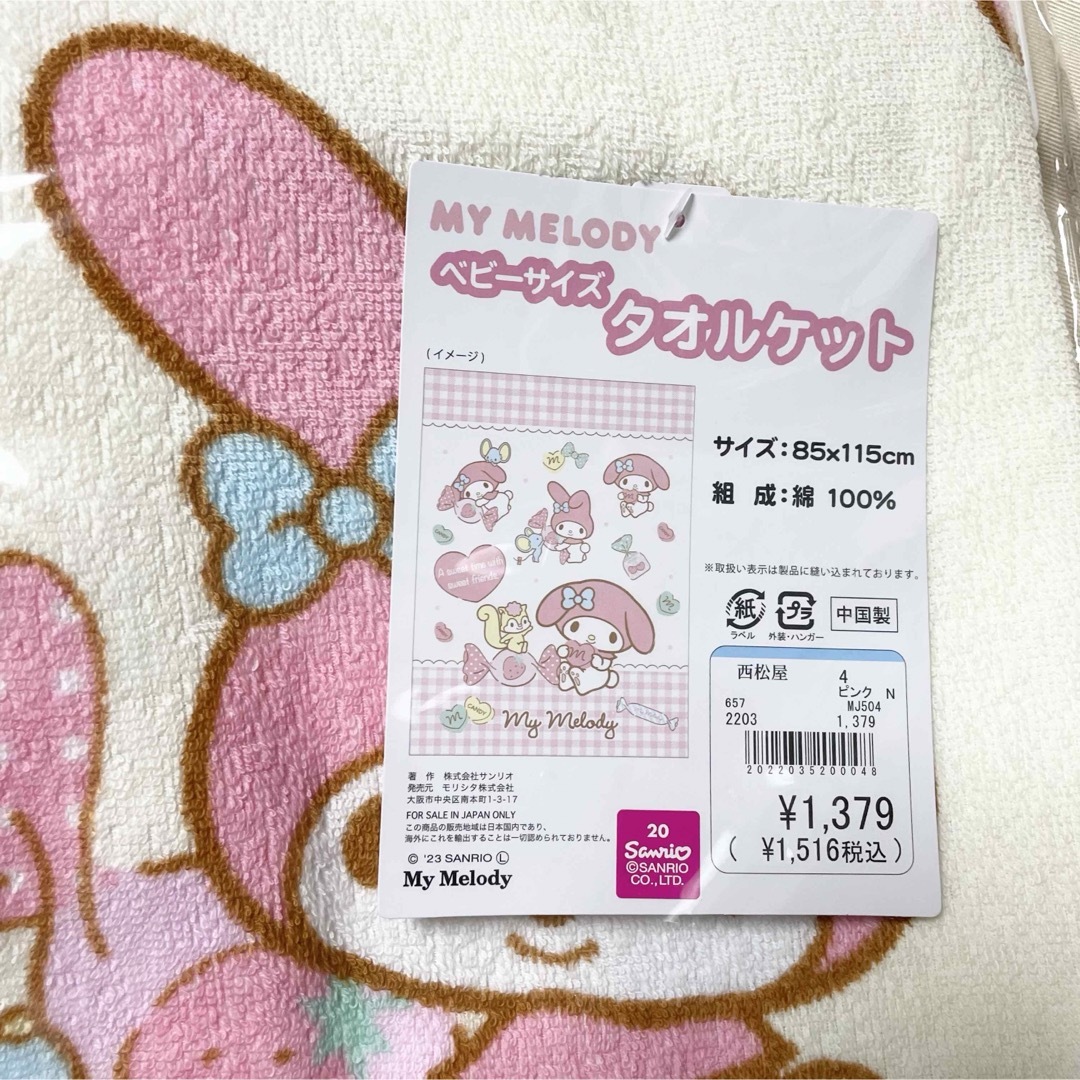 MY MELODY
ベビーサイズ
タオルケット
(イメージ)
M
A sweet time with
sweet friends
M
M
CANDY
My Melody
サイズ：85x115cm
組 成：綿 100%
※取扱い表示は製品に縫い込まれております。
紙
ラベル
プラ
外装・ハンガー
中国製
西松屋 4
ピンク N
657 MJ504
2203 1,379
2022035200048
¥1,379
( ¥1,516税込 )
著 作 株式会社サンリオ
発売元 モリシタ株式会社
大阪市中央区南本町1-3-17
FOR SALE IN JAPAN ONLY
この商品の販売地域は日本国内であり、
海外にこれを輸出することは一切認められておりません。
© '23 SANRIO Ⓛ
My Melody
20
Sanrio
©SANRIO
CO., LTD.